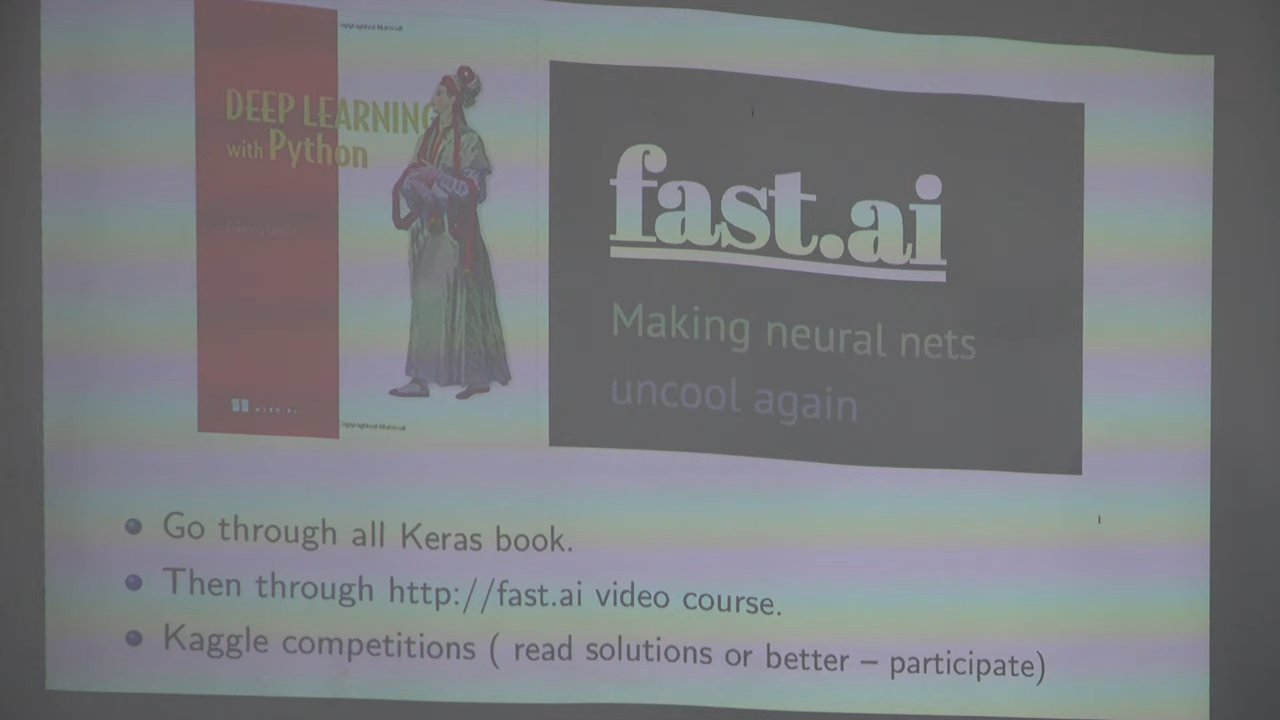 DEEP LEARNING
with Python
MANNING
fast.ai
Making neural nets
uncool again
Go through all Keras book.
Then through http://fast.ai video course.
Kaggle competitions ( read solutions or better – participate)